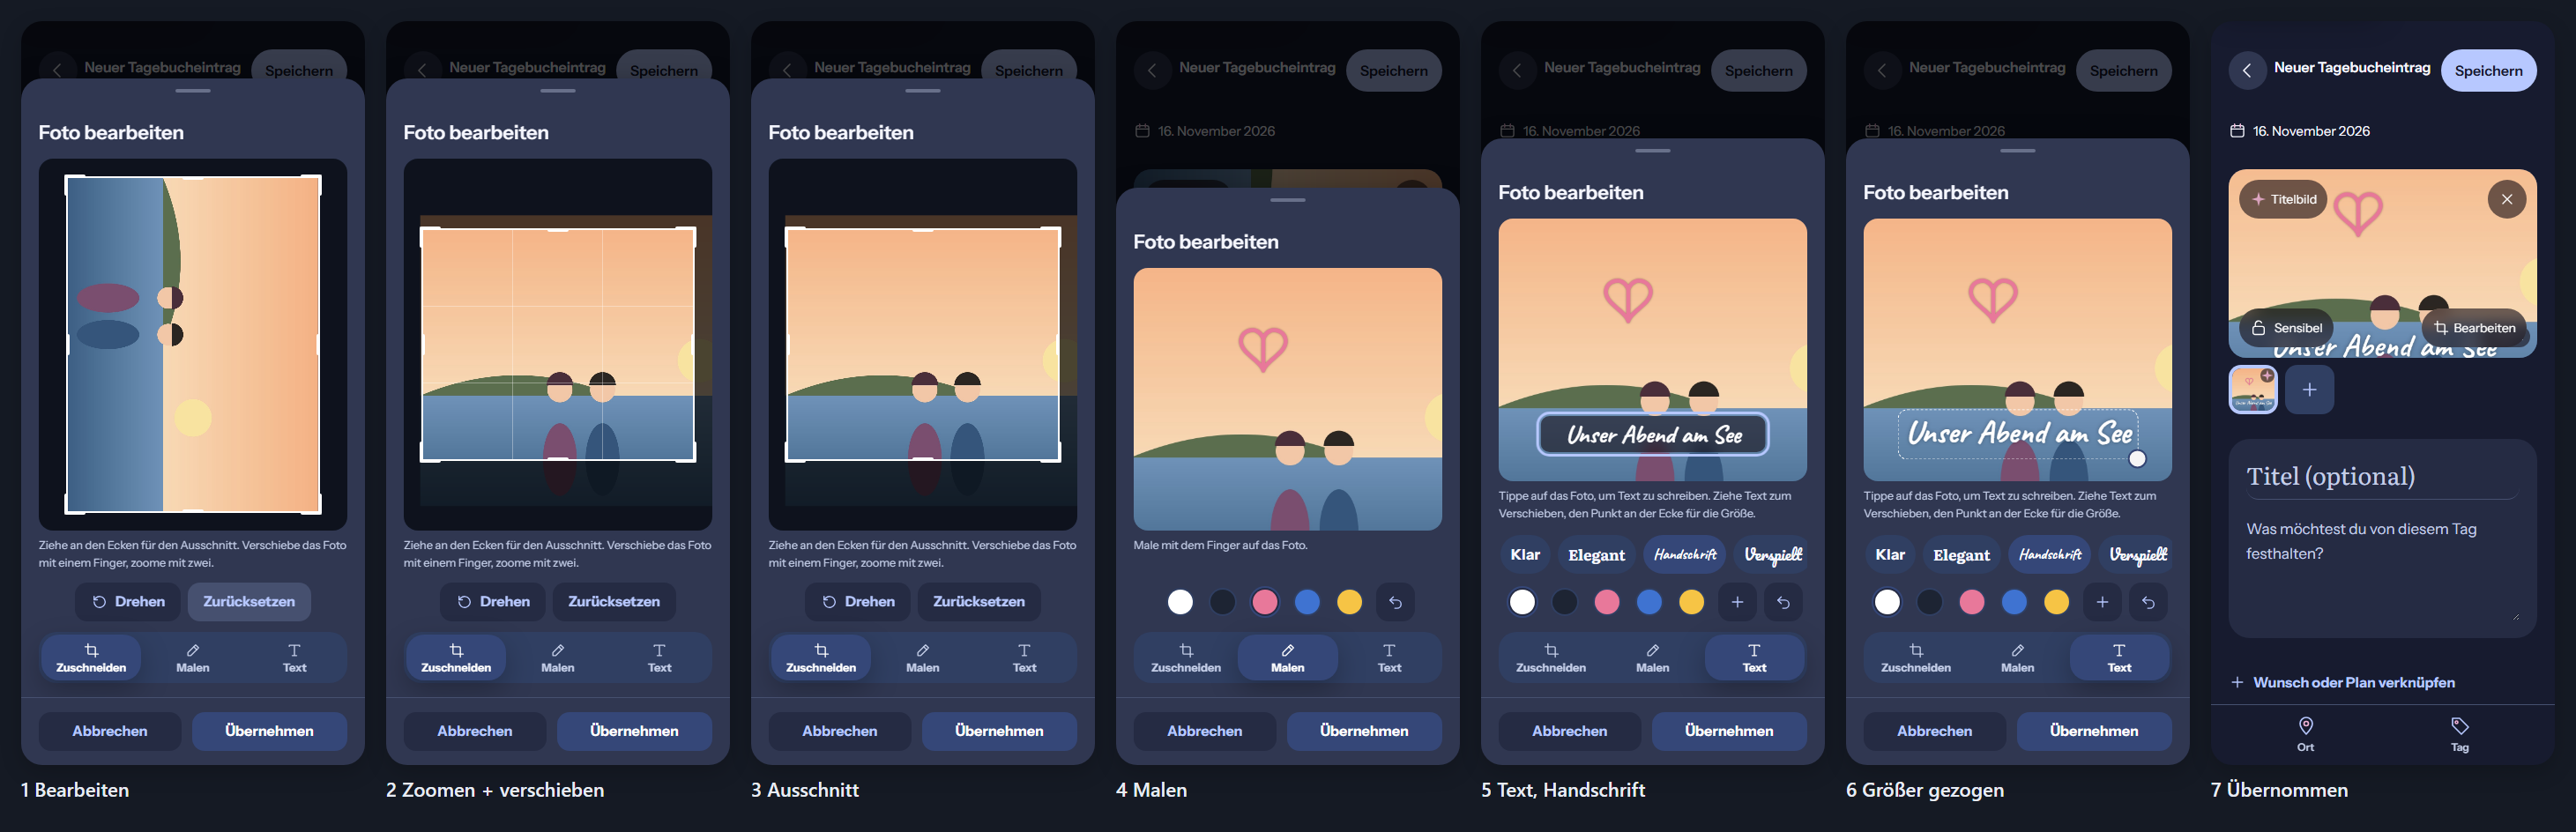 Neuer Tagebucheintrag
Speichern
Foto bearbeiten
Ziehe an den Ecken für den Ausschnitt. Verschiebe das Foto
mit einem Finger, zoome mit zwei.
Drehen
Zurücksetzen
Zuschneiden
Malen
Text
Abbrechen
Übernehmen
1 Bearbeiten
Neuer Tagebucheintrag
Speichern
Foto bearbeiten
Ziehe an den Ecken für den Ausschnitt. Verschiebe das Foto
mit einem Finger, zoome mit zwei.
Drehen
Zurücksetzen
Zuschneiden
Malen
Text
Abbrechen
Übernehmen
2 Zoomen + verschieben
Neuer Tagebucheintrag
Speichern
Foto bearbeiten
Ziehe an den Ecken für den Ausschnitt. Verschiebe das Foto
mit einem Finger, zoome mit zwei.
Drehen
Zurücksetzen
Zuschneiden
Malen
Text
Abbrechen
Übernehmen
3 Ausschnitt
Neuer Tagebucheintrag
Speichern
16. November 2026
Foto bearbeiten
Male mit dem Finger auf das Foto.
Zuschneiden
Malen
Text
Abbrechen
Übernehmen
4 Malen
Neuer Tagebucheintrag
Speichern
16. November 2026
Foto bearbeiten
Unser Abend am See
Tippe auf das Foto, um Text zu schreiben. Ziehe Text zum
Verschieben, den Punkt an der Ecke für die Größe.
Klar
Elegant
Handschrift
Verspielt
Zuschneiden
Malen
Text
Abbrechen
Übernehmen
5 Text, Handschrift
Neuer Tagebucheintrag
Speichern
16. November 2026
Foto bearbeiten
Unser Abend am See
Tippe auf das Foto, um Text zu schreiben. Ziehe Text zum
Verschieben, den Punkt an der Ecke für die Größe.
Klar
Elegant
Handschrift
Verspielt
Zuschneiden
Malen
Text
Abbrechen
Übernehmen
6 Größer gezogen
Neuer Tagebucheintrag
Speichern
16. November 2026
Titelbild
Sensibel
Bearbeiten
Unser Abend am See
Titel (optional)
Was möchtest du von diesem Tag
festhalten?
Wunsch oder Plan verknüpfen
Ort
Tag
7 Übernommen